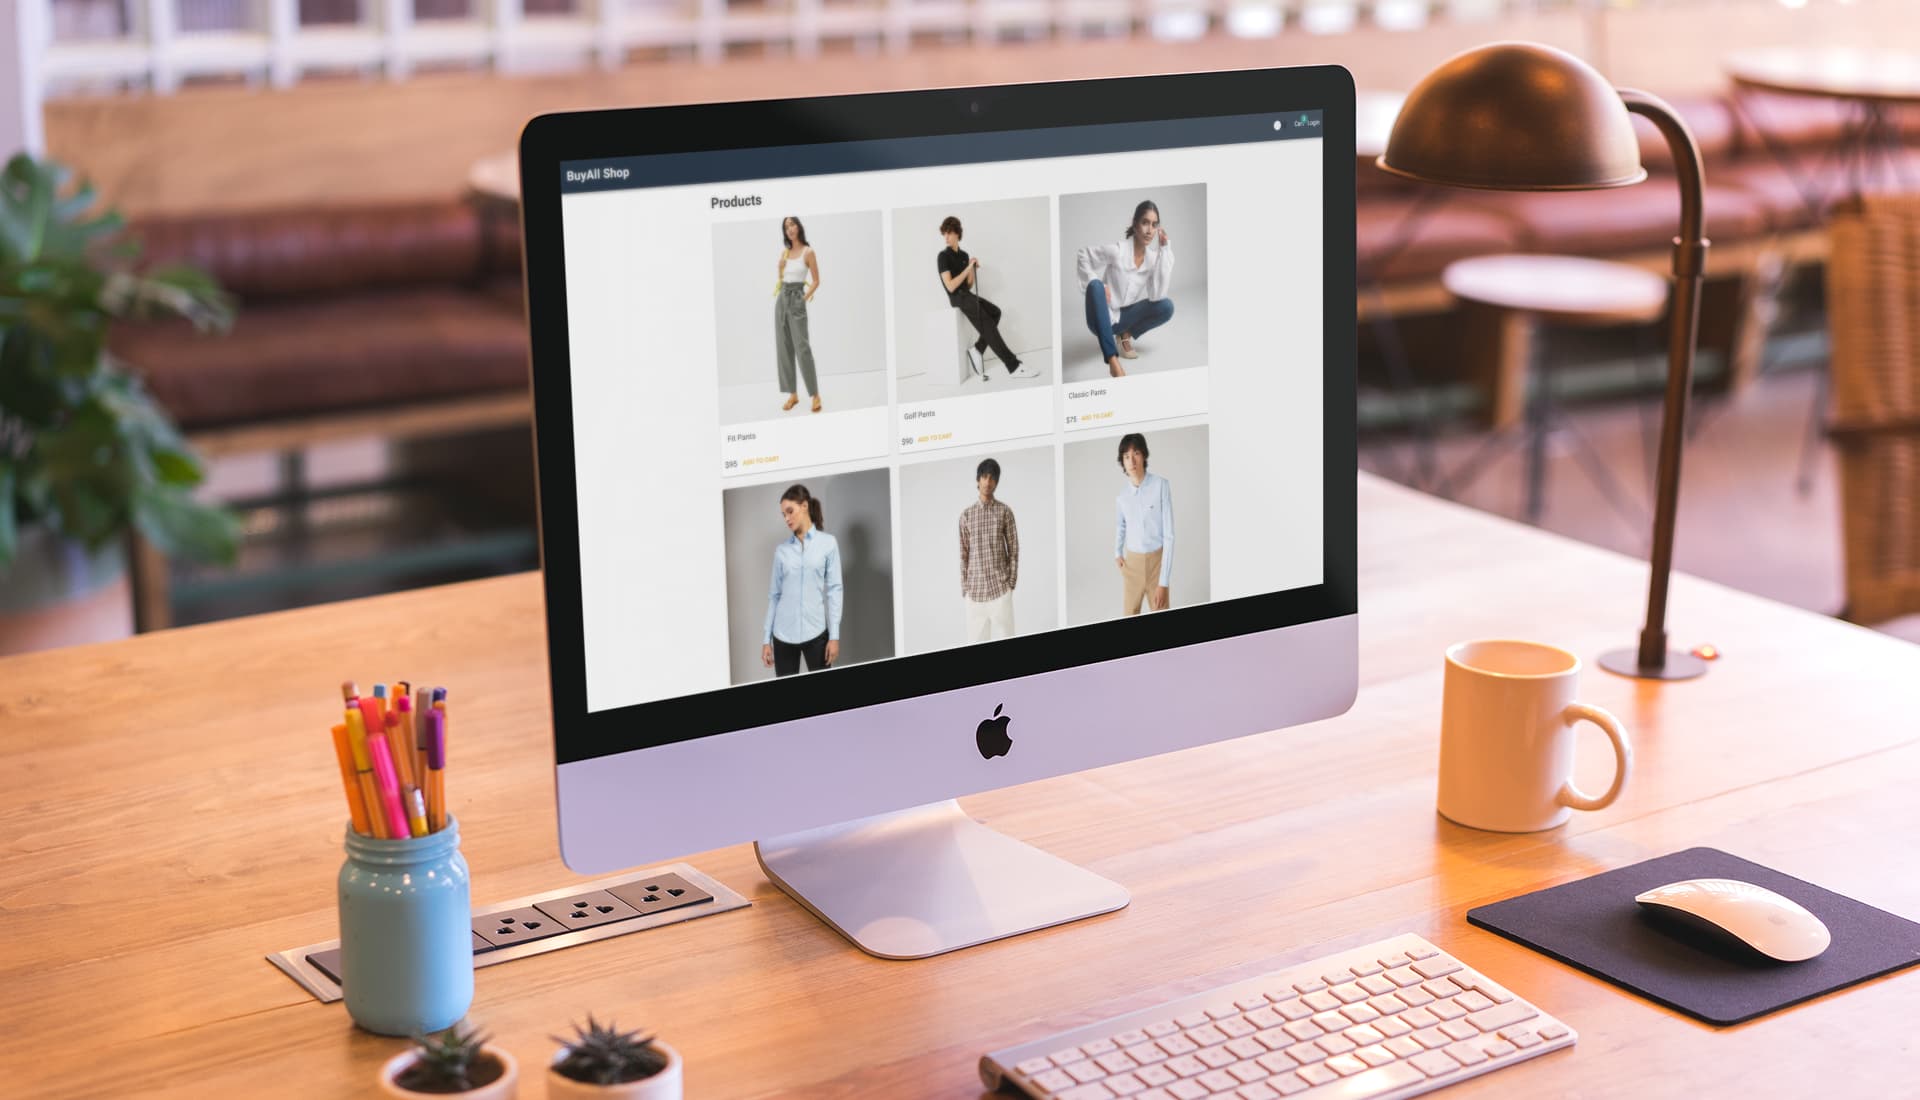 BuyAll Shop
Cart
Login
Products
Fit Pants
$95 ADD TO CART
Golf Pants
$90 ADD TO CART
Classic Pants
$75 ADD TO CART